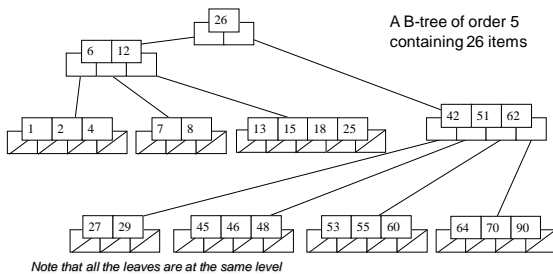 26
A B-tree of order 5
containing 26 items
6 12
1 2 4
7 8
13 15 18 25
42 51 62
27 29
45 46 48
53 55 60
64 70 90
Note that all the leaves are at the same level